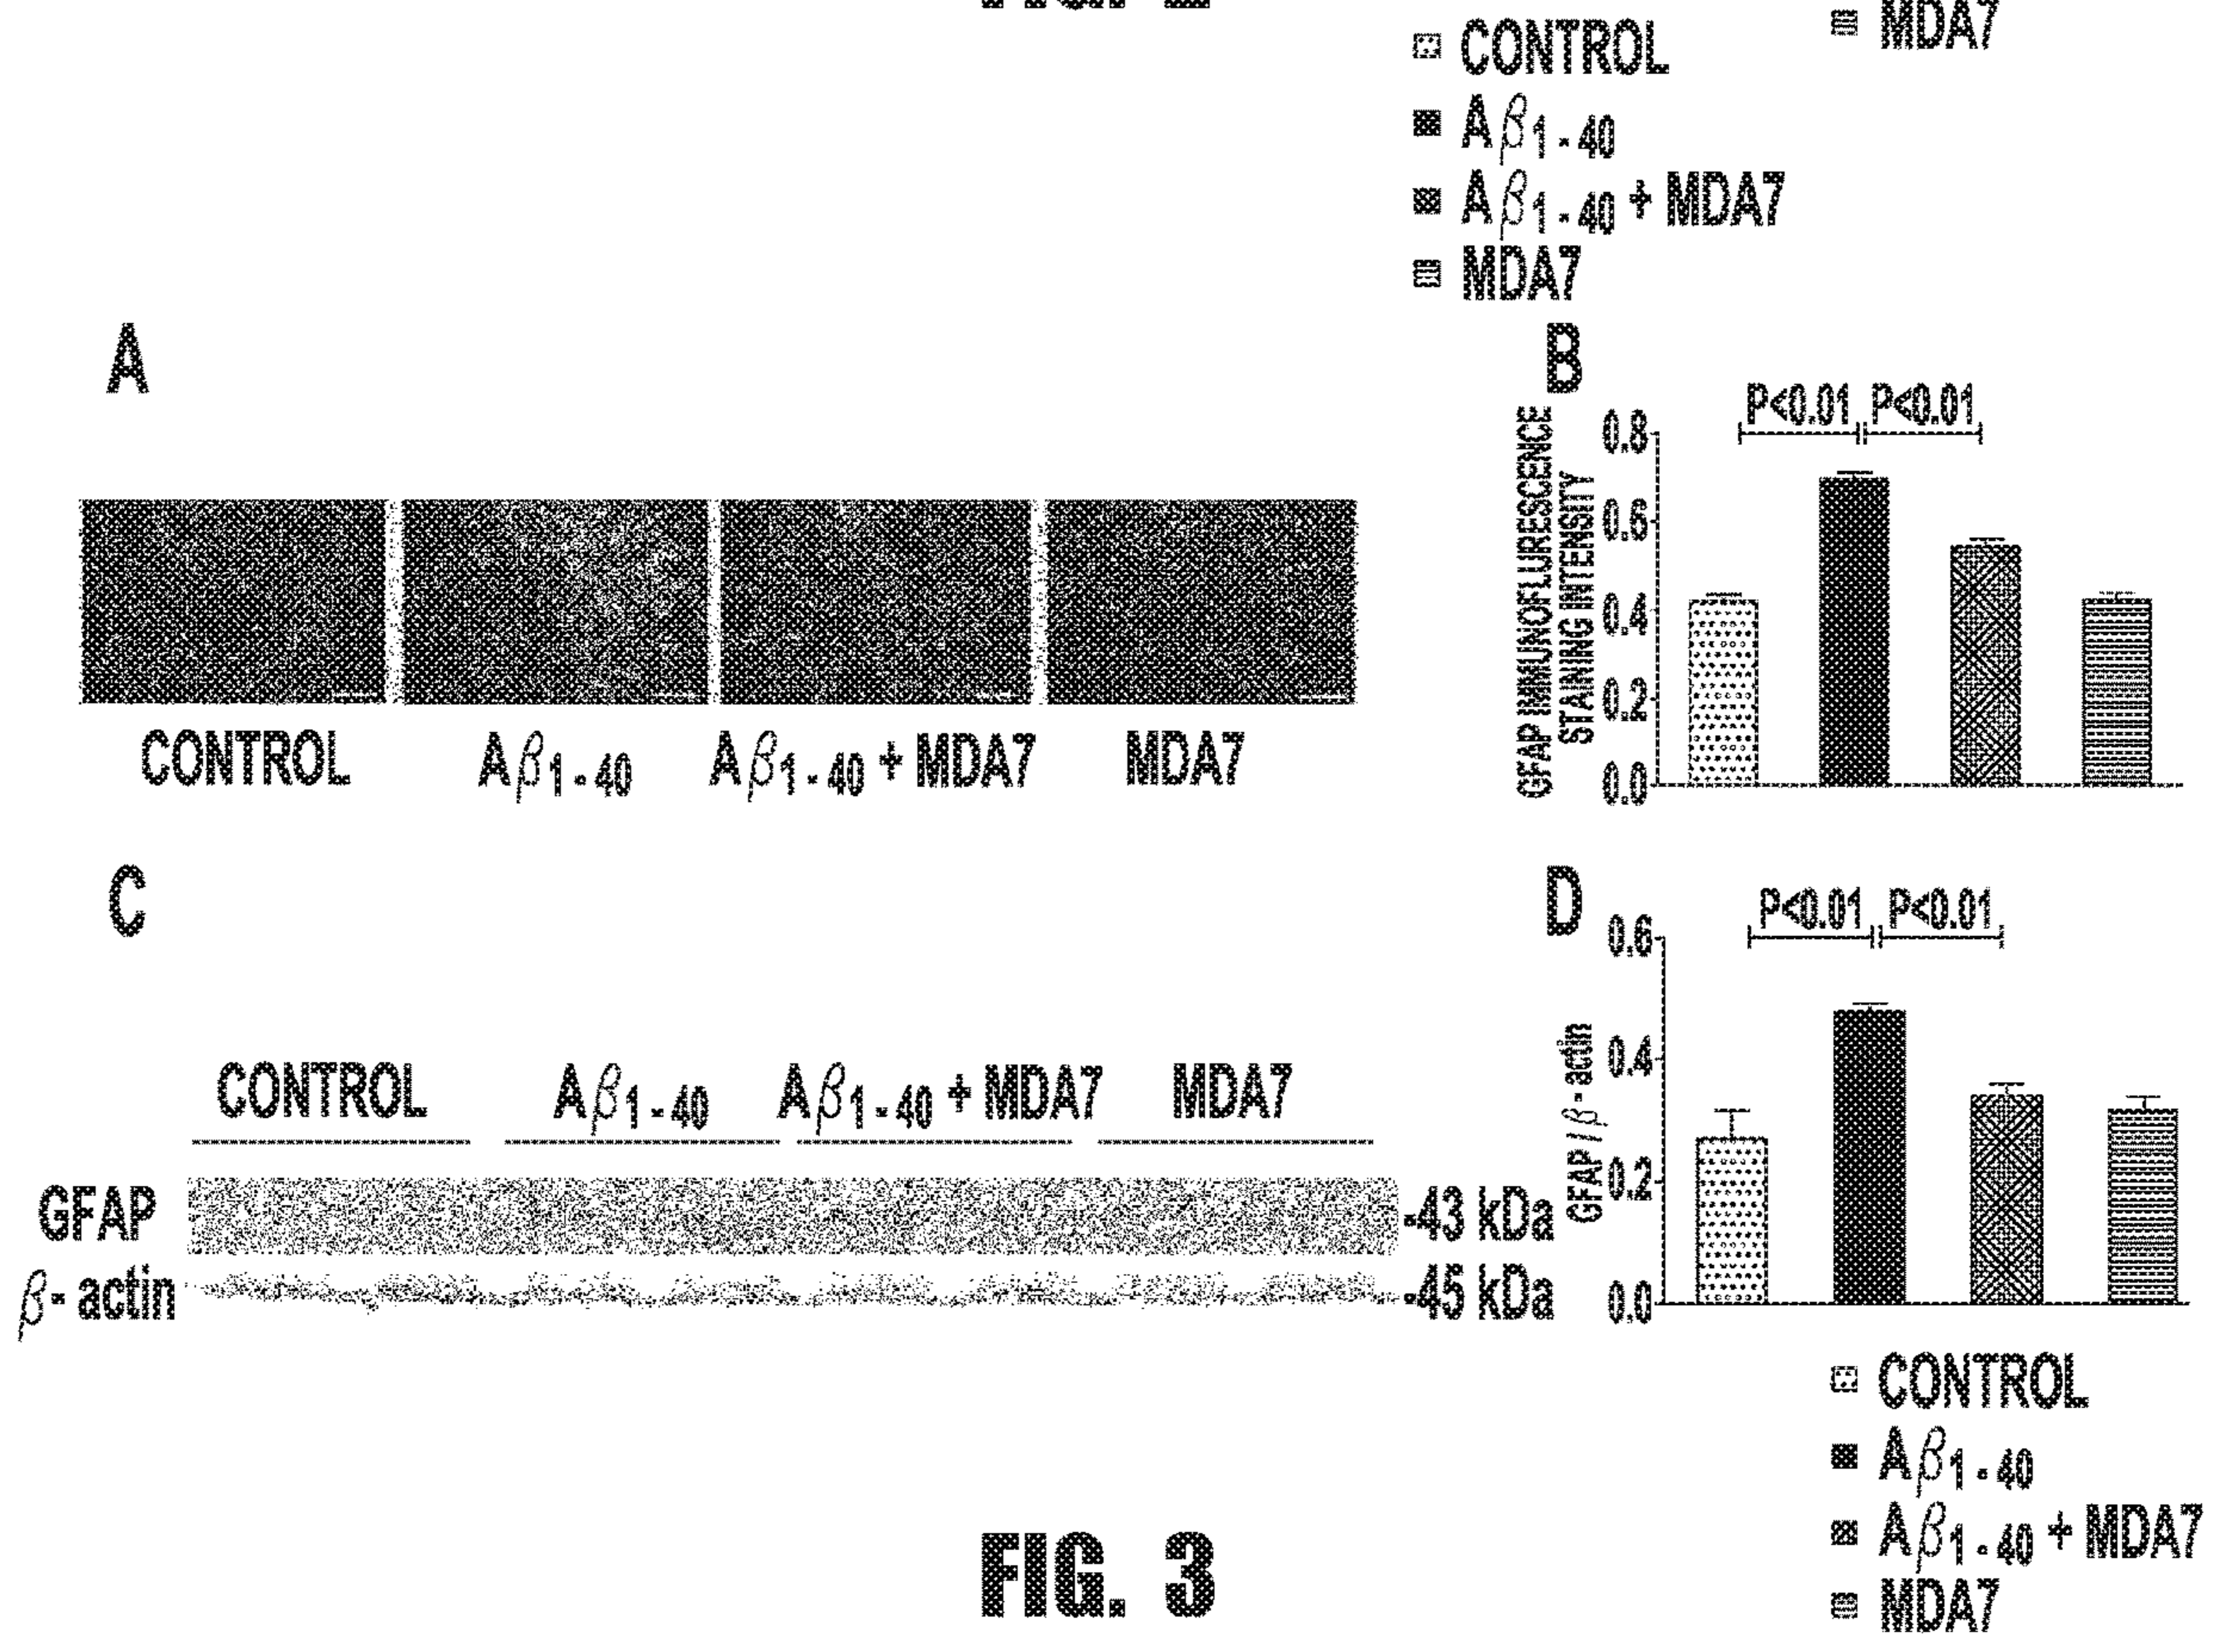 MDA7
CONTROL
Aβ1-40
Aβ1-40 + MDA7
MDA7
A
B
P<0.01 P<0.01
GFAP IMMUNOFLURESCENCE
STAINING INTENSITY
0.8
0.6
0.4
0.2
0.0
CONTROL Aβ1-40 Aβ1-40 + MDA7 MDA7
C
D
P<0.01 P<0.01
GFAP / β-actin
0.6
0.4
0.2
0.0
CONTROL Aβ1-40 Aβ1-40 + MDA7 MDA7
GFAP -43 kDa
β-actin -45 kDa
CONTROL
Aβ1-40
Aβ1-40 + MDA7
MDA7
FIG. 3